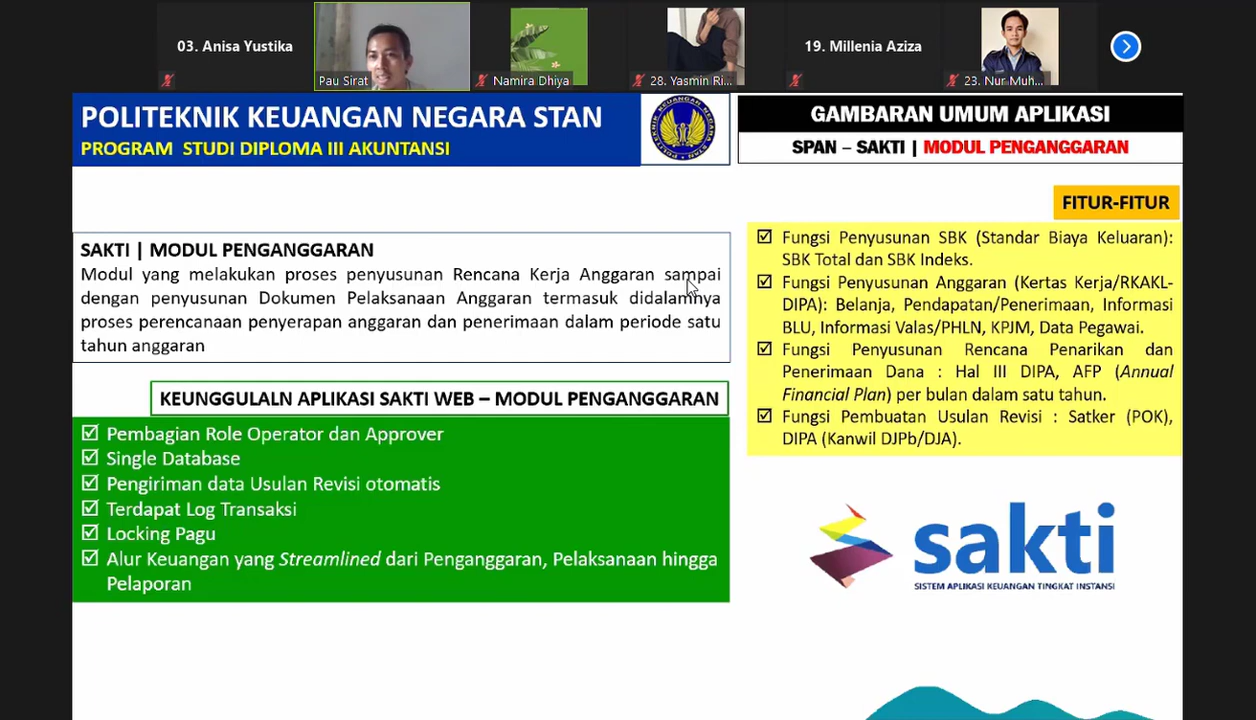 03. Anisa Yustika
Pau Sirat
Namira Dhiya
28. Yasmin Ri...
19. Millenia Aziza
23. Nur Muh...
POLITEKNIK KEUANGAN NEGARA STAN
PROGRAM STUDI DIPLOMA III AKUNTANSI
GAMBARAN UMUM APLIKASI
SPAN – SAKTI | MODUL PENGANGGARAN
SAKTI | MODUL PENGANGGARAN
Modul yang melakukan proses penyusunan Rencana Kerja Anggaran sampai
dengan penyusunan Dokumen Pelaksanaan Anggaran termasuk didalamnya
proses perencanaan penyerapan anggaran dan penerimaan dalam periode satu
tahun anggaran
KEUNGGULALN APLIKASI SAKTI WEB – MODUL PENGANGGARAN
Pembagian Role Operator dan Approver
Single Database
Pengiriman data Usulan Revisi otomatis
Terdapat Log Transaksi
Locking Pagu
Alur Keuangan yang Streamlined dari Penganggaran, Pelaksanaan hingga
Pelaporan
FITUR-FITUR
Fungsi Penyusunan SBK (Standar Biaya Keluaran):
SBK Total dan SBK Indeks.
Fungsi Penyusunan Anggaran (Kertas Kerja/RKAKL-
DIPA): Belanja, Pendapatan/Penerimaan, Informasi
BLU, Informasi Valas/PHLN, KPJM, Data Pegawai.
Fungsi Penyusunan Rencana Penarikan dan
Penerimaan Dana : Hal III DIPA, AFP (Annual
Financial Plan) per bulan dalam satu tahun.
Fungsi Pembuatan Usulan Revisi : Satker (POK),
DIPA (Kanwil DJPb/DJA).
sakti
SISTEM APLIKASI KEUANGAN TINGKAT INSTANSI